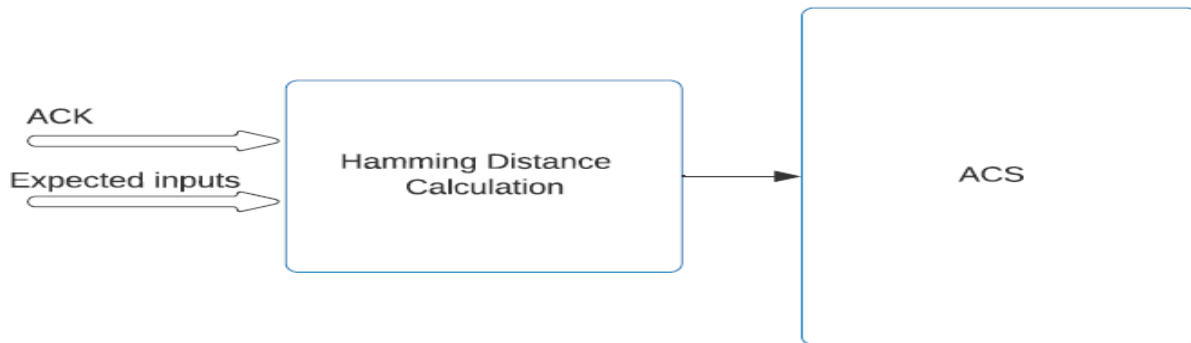 ACK
Expected inputs
Hamming Distance
Calculation
ACS